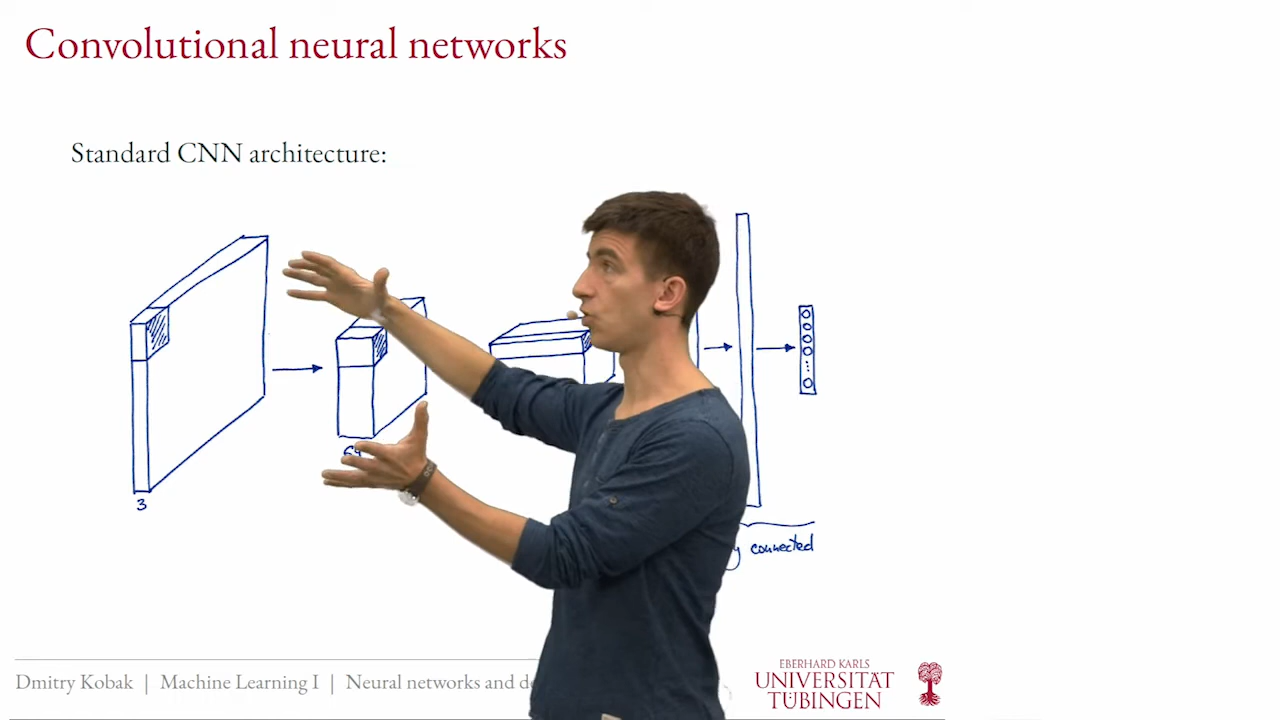 Convolutional neural networks
Standard CNN architecture:
3
64
connected
Dmitry Kobak | Machine Learning I | Neural networks and
EBERHARD KARLS
UNIVERSITÄT
TÜBINGEN